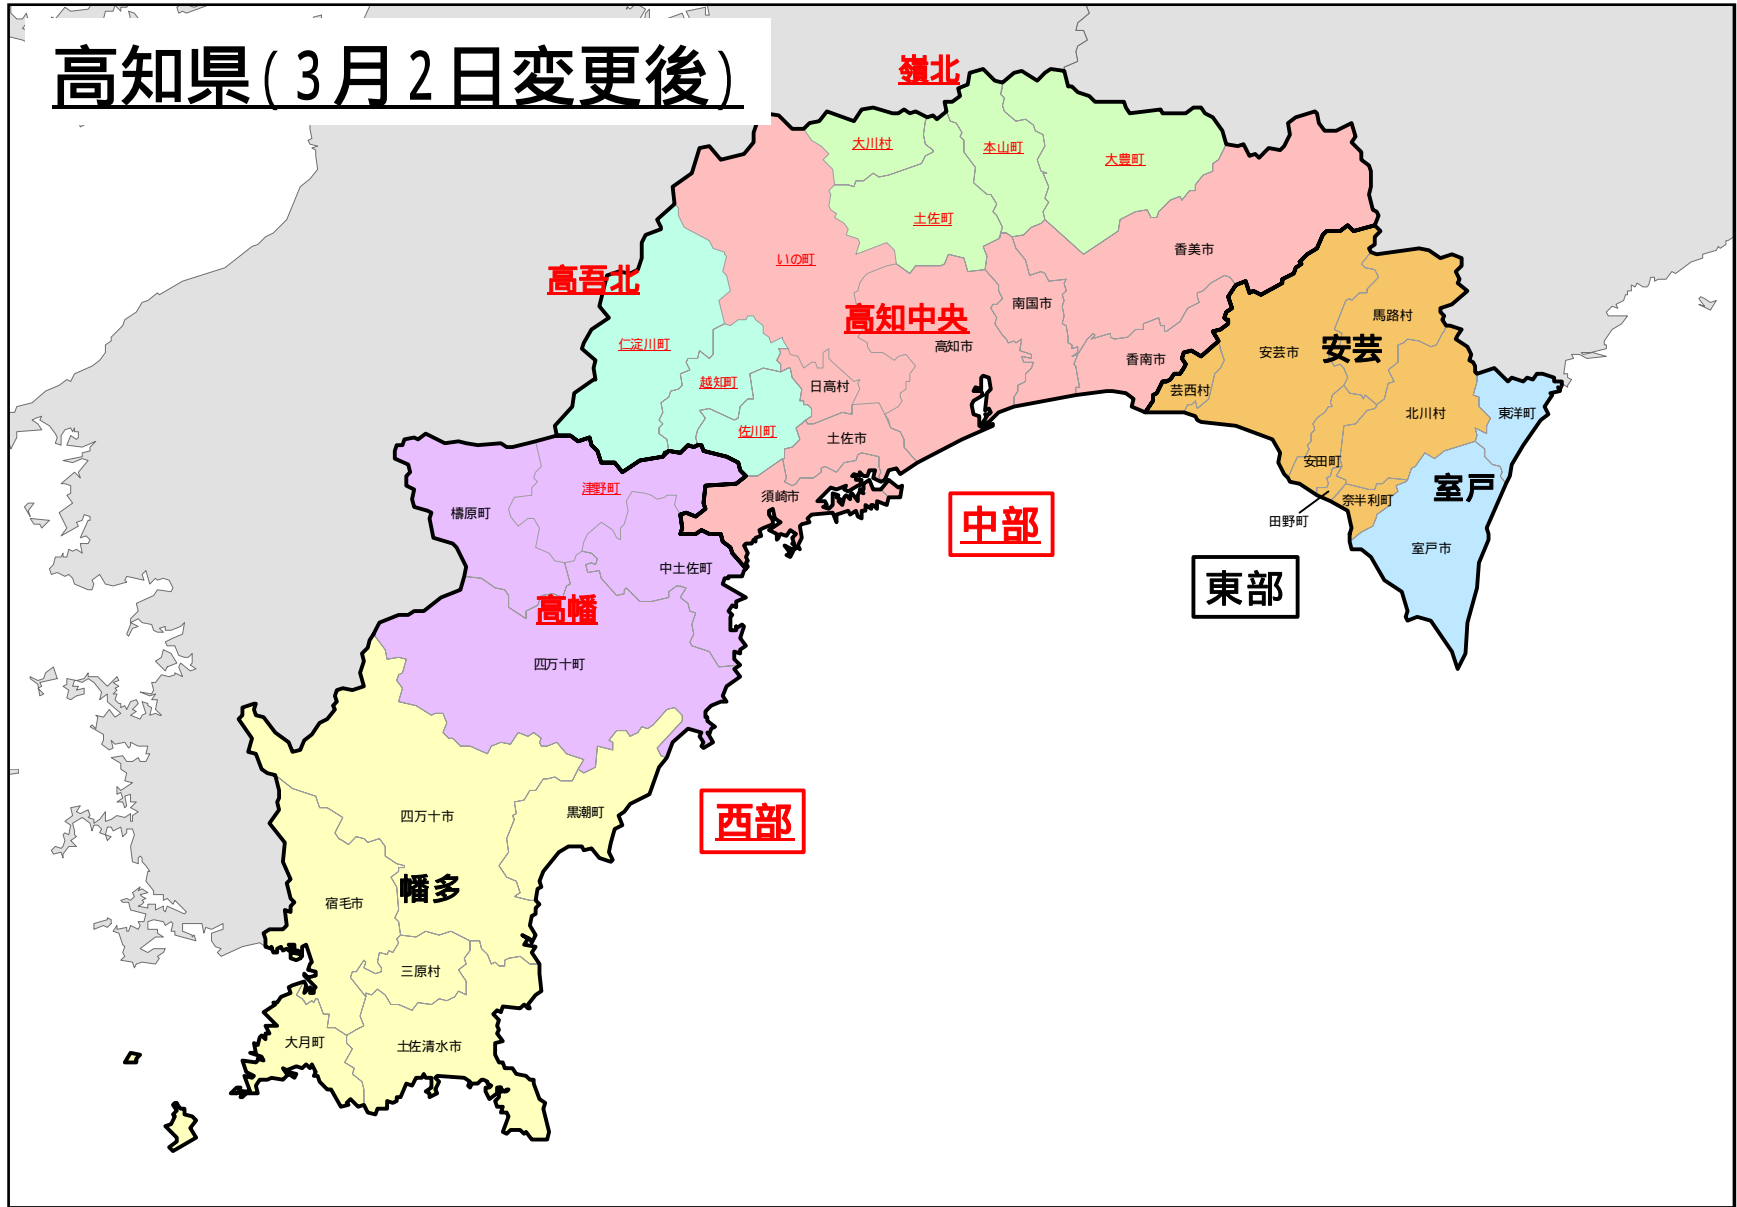 高知県(3月2日変更後)
嶺北
大川村
本山町
大豊町
土佐町
いの町
香美市
高吾北
高知中央
南国市
高知市
仁淀川町
越知町
日高村
香南市
佐川町
土佐市
須崎市
馬路村
安芸
安芸市
芸西村
北川村
東洋町
安田町
奈半利町
田野町
室戸
室戸市
津野町
檮原町
中土佐町
高幡
四万十町
中部
東部
西部
四万十市
黒潮町
幡多
宿毛市
三原村
大月町
土佐清水市